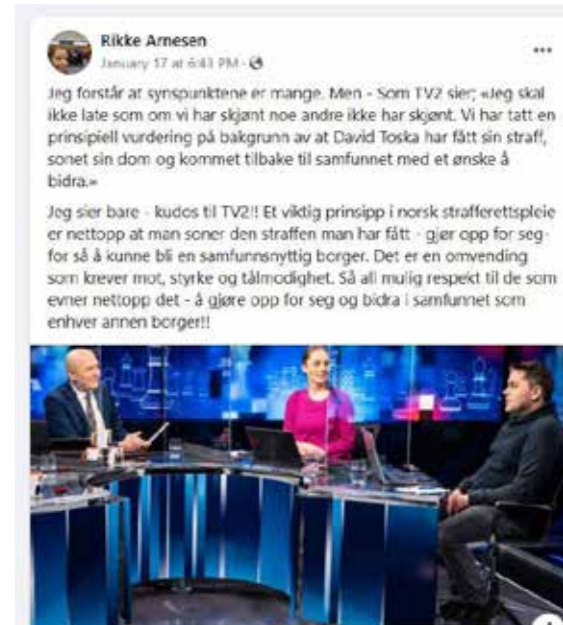 Rikke Arnesen
January 17 at 6:43 PM ·
Jeg forstår at synspunktene er mange. Men - Som TV2 sier; «Jeg skal
ikke late som om vi har skjønt noe andre ikke har skjønt. Vi har tatt en
prinsipiell vurdering på bakgrunn av at David Toska har fått sin straff,
sonet sin dom og kommet tilbake til samfunnet med et ønske å
bidra.»
Jeg sier bare - kudos til TV2!! Et viktig prinsipp i norsk strafferettspleie
er nettopp at man soner den straffen man har fått - gjør opp for seg-
for så å kunne bli en samfunnsnyttig borger. Det er en omvending
som krever mot, styrke og tålmodighet. Så all mulig respekt til de som
evner nettopp det - å gjøre opp for seg og bidra i samfunnet som
enhver annen borger!!